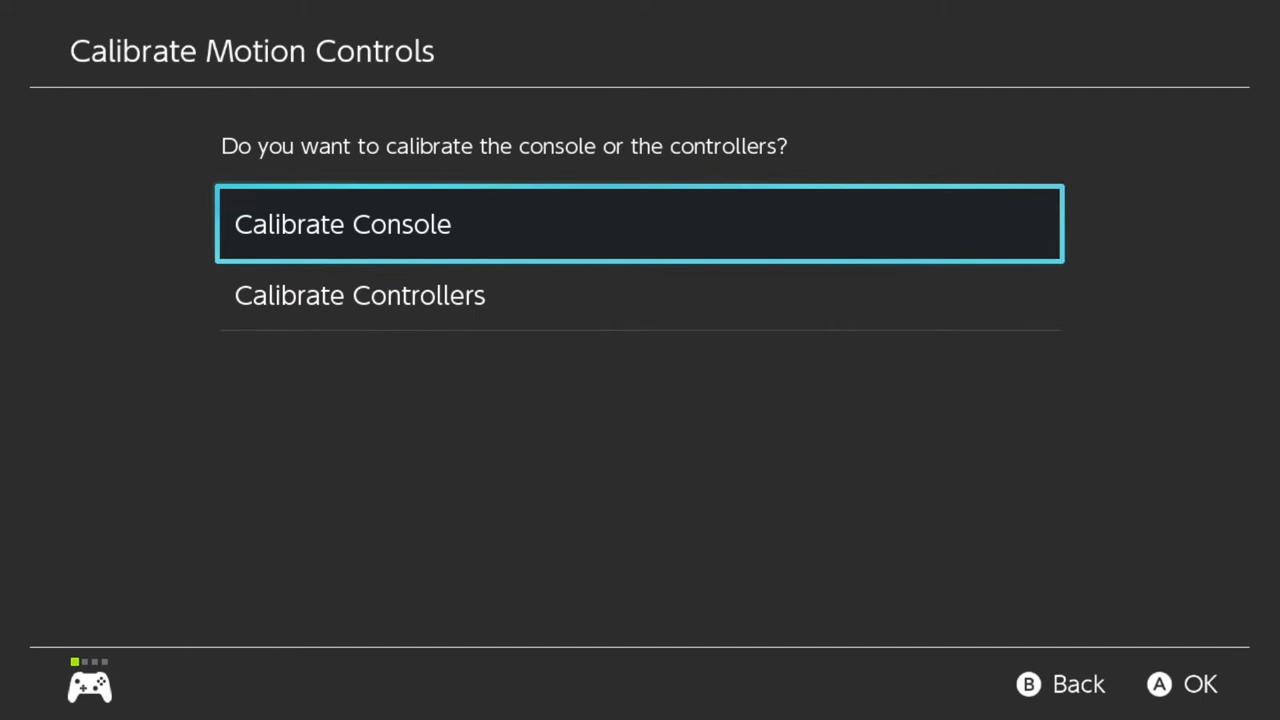 Calibrate Motion Controls
Do you want to calibrate the console or the controllers?
Calibrate Console
Calibrate Controllers
B Back A OK